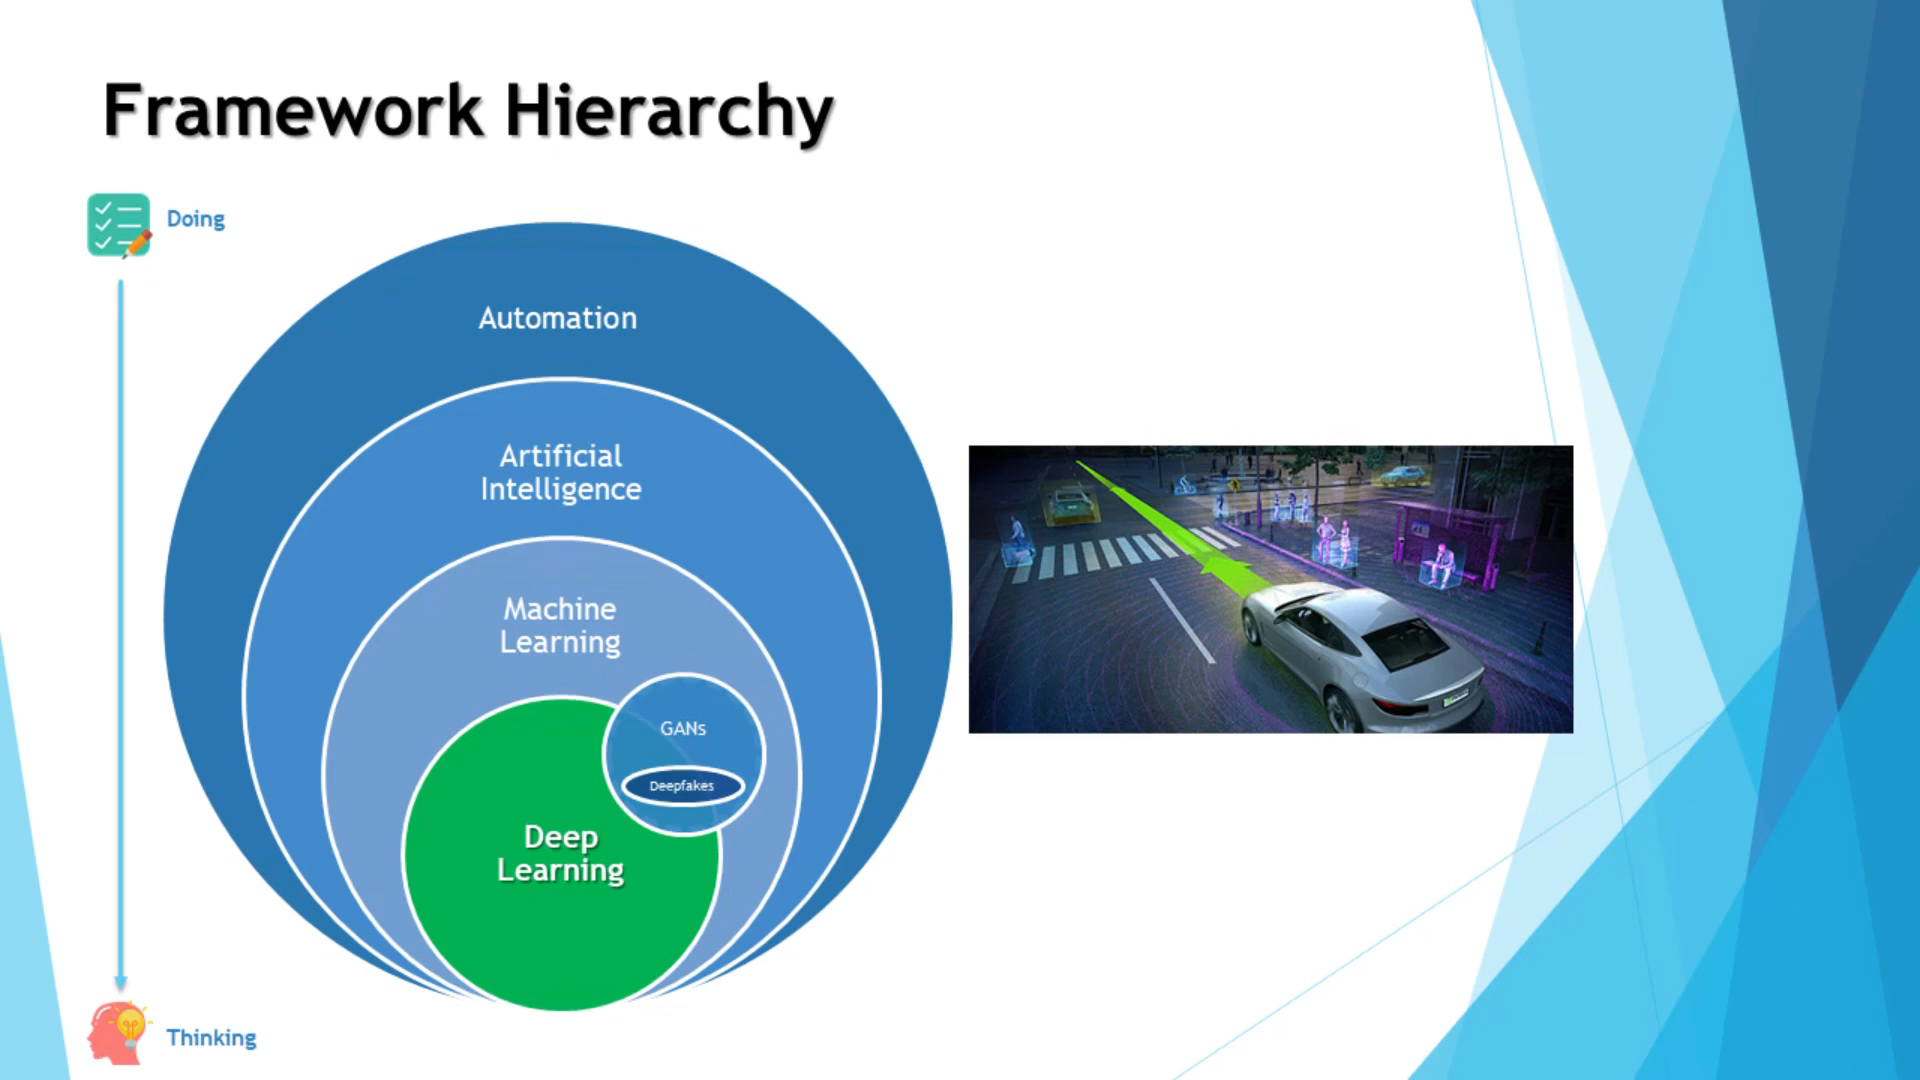 Framework Hierarchy
Doing
Automation
Artificial
Intelligence
Machine
Learning
GANs
Deepfakes
Deep
Learning
Thinking